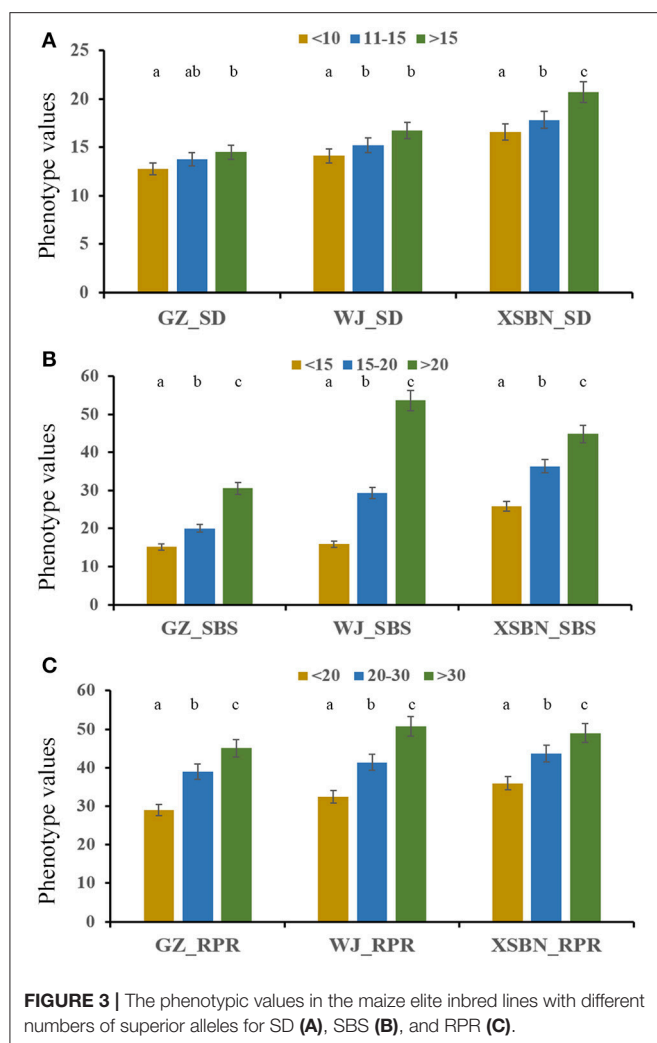 A
<10 11-15 >15
25
20
15
10
5
0
Phenotype values
a ab b a b b a b c
GZ_SD WJ_SD XSBN_SD
B
<15 15-20 >20
60
50
40
30
20
10
0
Phenotype values
a b c a b c a b c
GZ_SBS WJ_SBS XSBN_SBS
C
<20 20-30 >30
60
50
40
30
20
10
0
Phenotype values
a b c a b c a b c
GZ_RPR WJ_RPR XSBN_RPR
FIGURE 3 | The phenotypic values in the maize elite inbred lines with different
numbers of superior alleles for SD (A), SBS (B), and RPR (C).